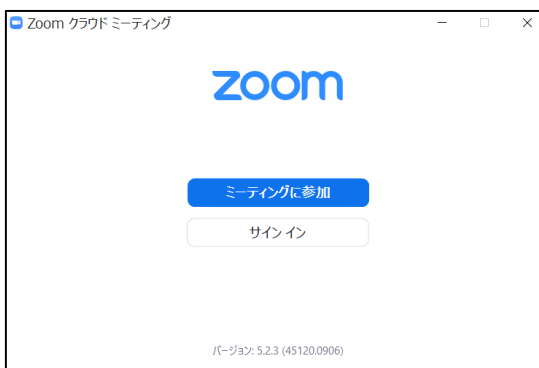 Zoom クラウド ミーティング
zoom
ミーティングに参加
サイン イン
バージョン: 5.2.3 (45120.0906)